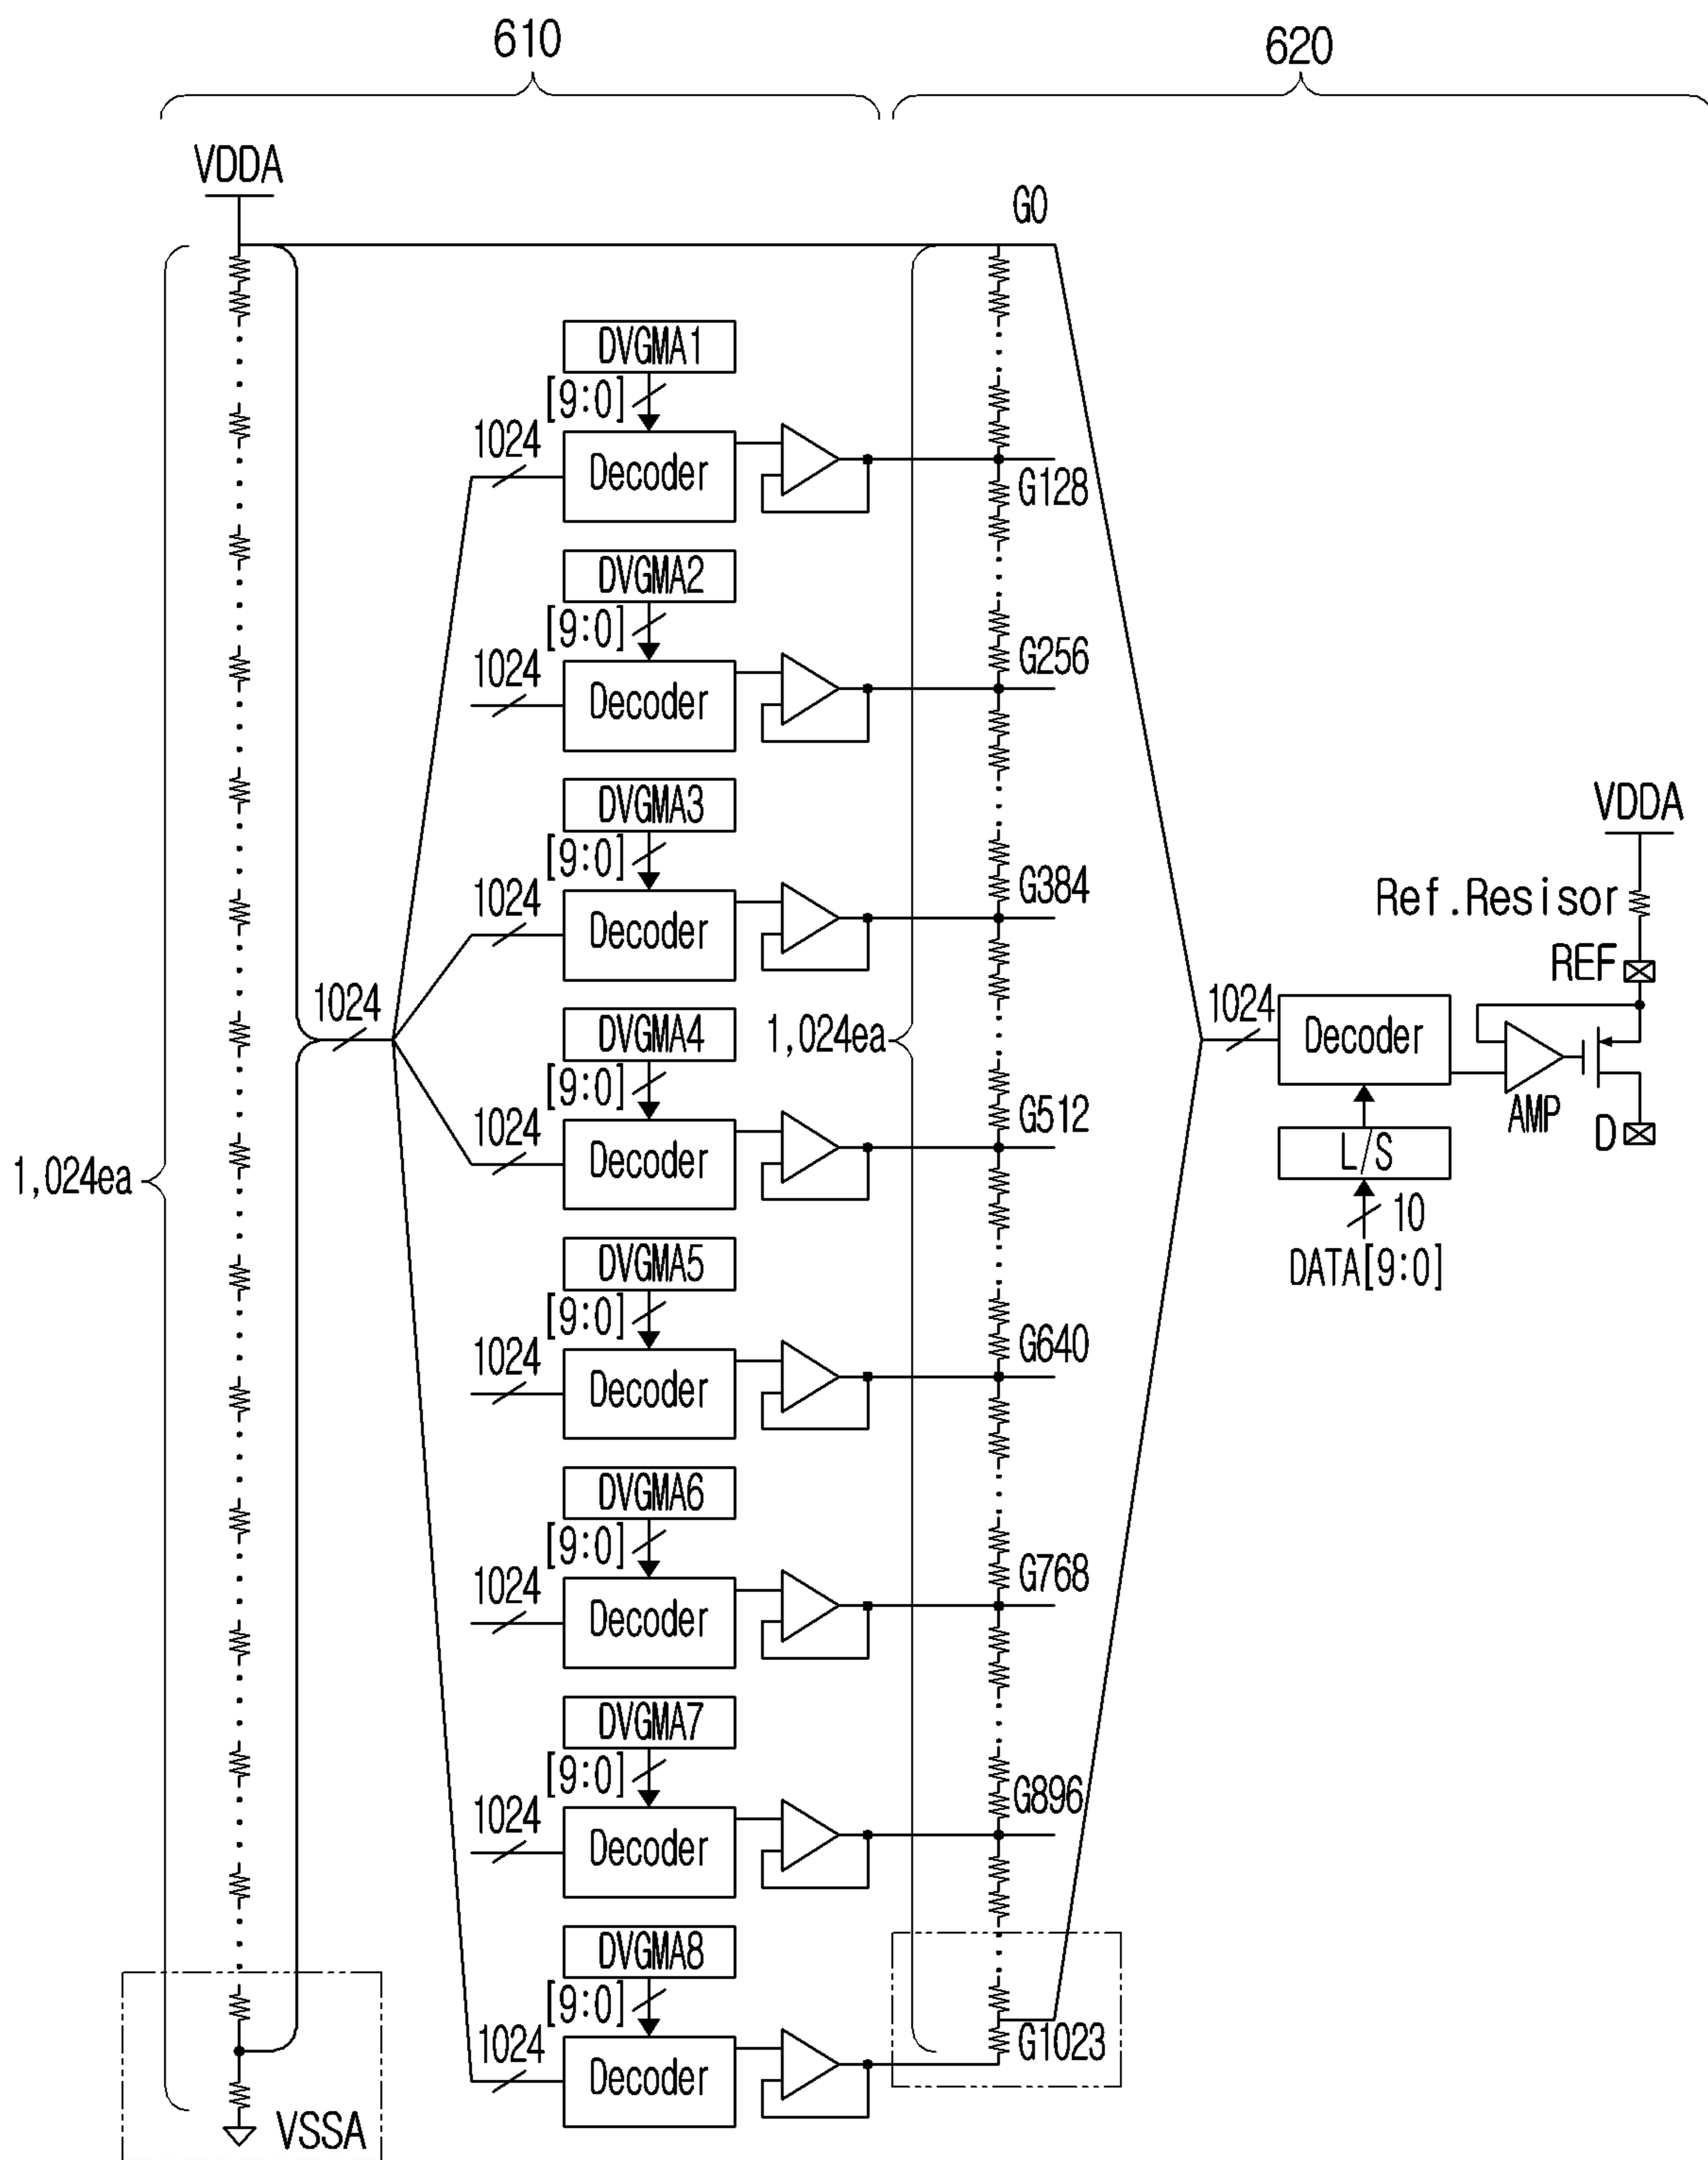 610
620
VDDA
G0
DVGMA1
[9:0]
1024
Decoder
G128
DVGMA2
[9:0]
1024
Decoder
G256
DVGMA3
[9:0]
1024
Decoder
G384
VDDA
Ref.Resisor
REF
1024
DVGMA4
[9:0]
1024
Decoder
1,024ea
G512
1024
Decoder
AMP
D
L/S
10
DATA[9:0]
1,024ea
DVGMA5
[9:0]
1024
Decoder
G640
DVGMA6
[9:0]
1024
Decoder
G768
DVGMA7
[9:0]
1024
Decoder
G896
DVGMA8
[9:0]
1024
Decoder
G1023
VSSA